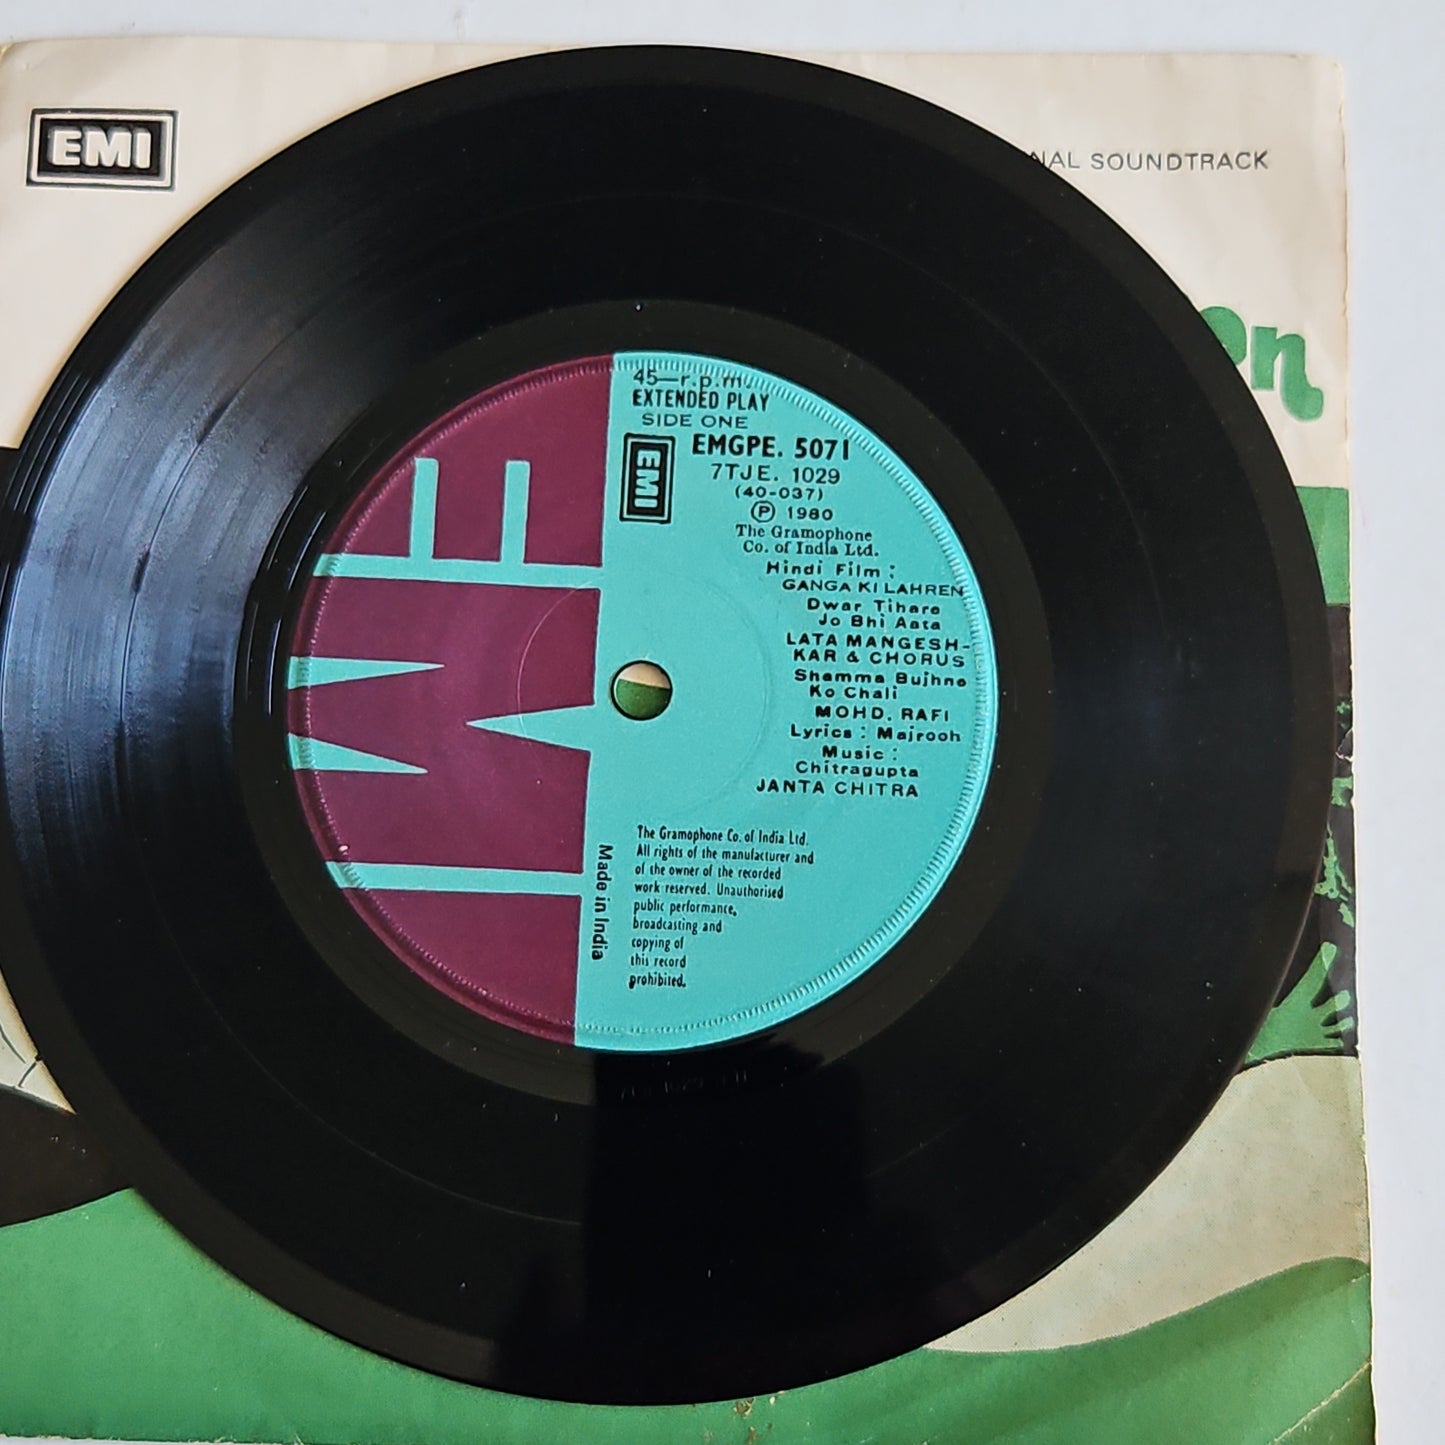 EMI
NAL SOUNDTRACK
on
45—r.p.m.
EXTENDED PLAY
SIDE ONE
EMI
EMGPE. 5071
7TJE. 1029
(40-037)
Ⓟ 1980
The Gramophone
Co. of India Ltd.
Hindi Film :
GANGA KI LAHREN
Dwar Tihare
Jo Bhi Aata
LATA MANGESH-
KAR & CHORUS
Shamma Bujhne
Ko Chali
MOHD. RAFI
Lyrics : Majrooh
Music :
Chitragupta
JANTA CHITRA
The Gramophone Co. of India Ltd.
All rights of the manufacturer and
of the owner of the recorded
work reserved. Unauthorised
public performance,
broadcasting and
copying of
this record
prohibited.
Made in India
EMI